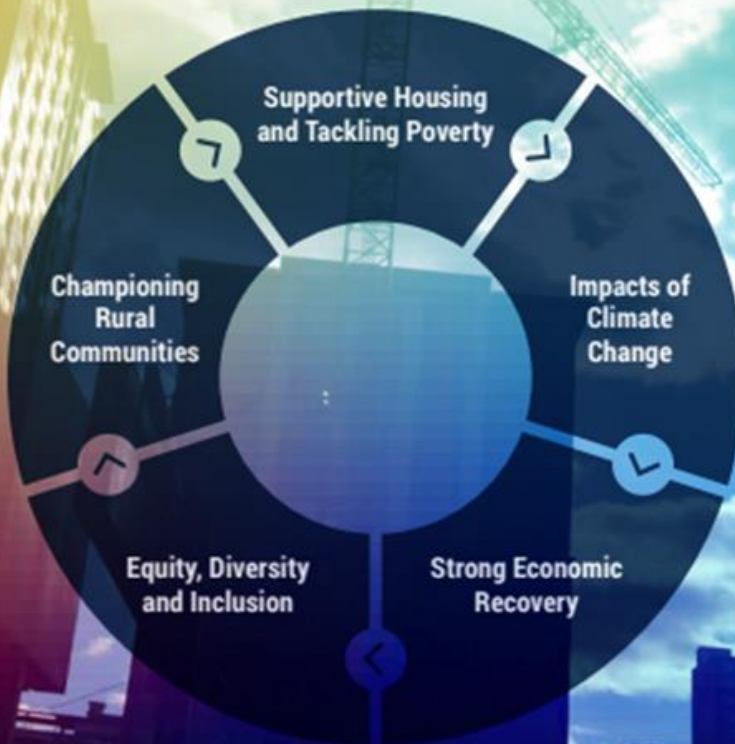 Supportive Housing
and Tackling Poverty
Impacts of
Climate
Change
Strong Economic
Recovery
Equity, Diversity
and Inclusion
Championing
Rural
Communities
: